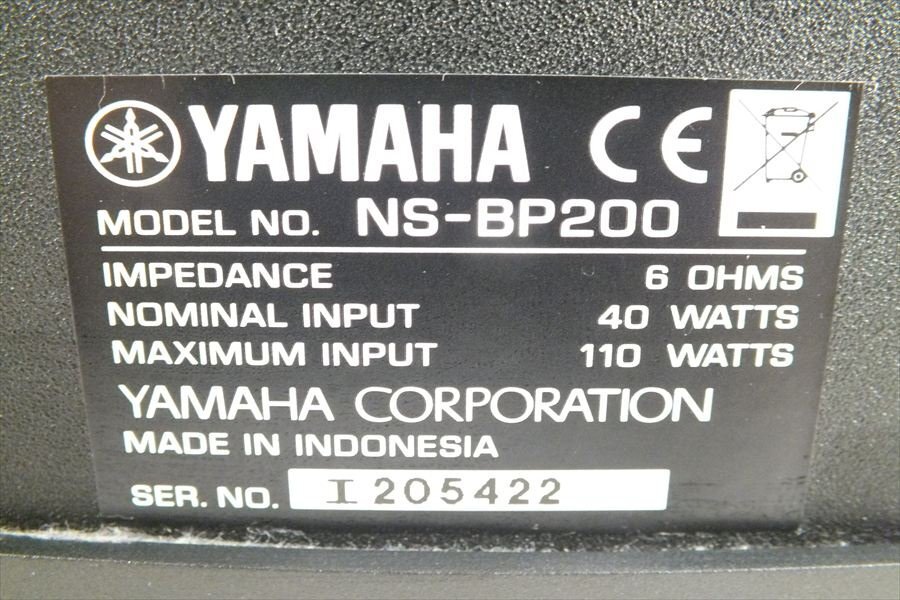 YAMAHA CE
MODEL NO. NS-BP200
IMPEDANCE 6 OHMS
NOMINAL INPUT 40 WATTS
MAXIMUM INPUT 110 WATTS
YAMAHA CORPORATION
MADE IN INDONESIA
SER. NO. I205422